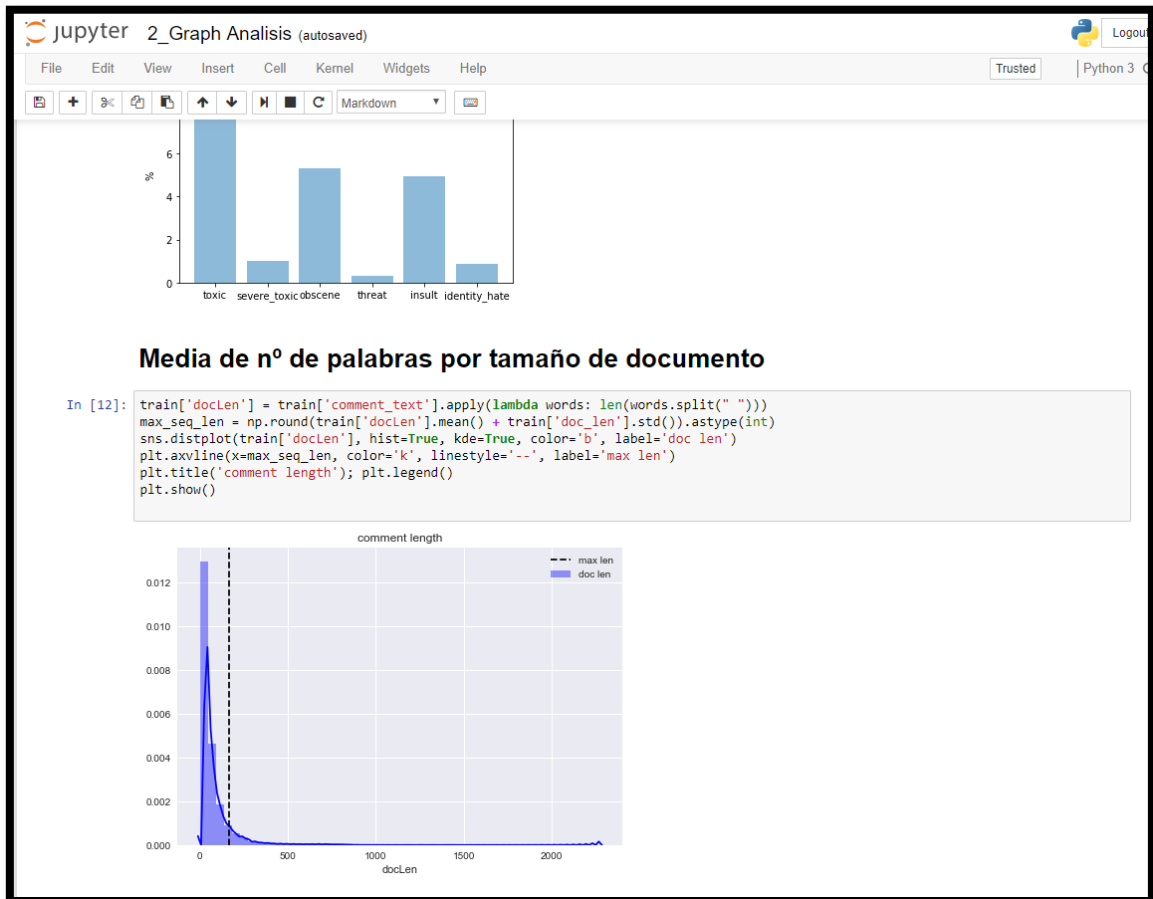 jupyter 2_Graph Analisis (autosaved)
Logout
File Edit View Insert Cell Kernel Widgets Help
Trusted
Python 3
Markdown
%
6
4
2
0
toxic severe_toxic obscene threat insult identity_hate
Media de nº de palabras por tamaño de documento
In [12]:
train['docLen'] = train['comment_text'].apply(lambda words: len(words.split(" ")))
max_seq_len = np.round(train['docLen'].mean() + train['doc_len'].std()).astype(int)
sns.distplot(train['docLen'], hist=True, kde=True, color='b', label='doc len')
plt.axvline(x=max_seq_len, color='k', linestyle='--', label='max len')
plt.title('comment length'); plt.legend()
plt.show()
comment length
max len
doc len
0.012
0.010
0.008
0.006
0.004
0.002
0.000
0 500 1000 1500 2000
docLen